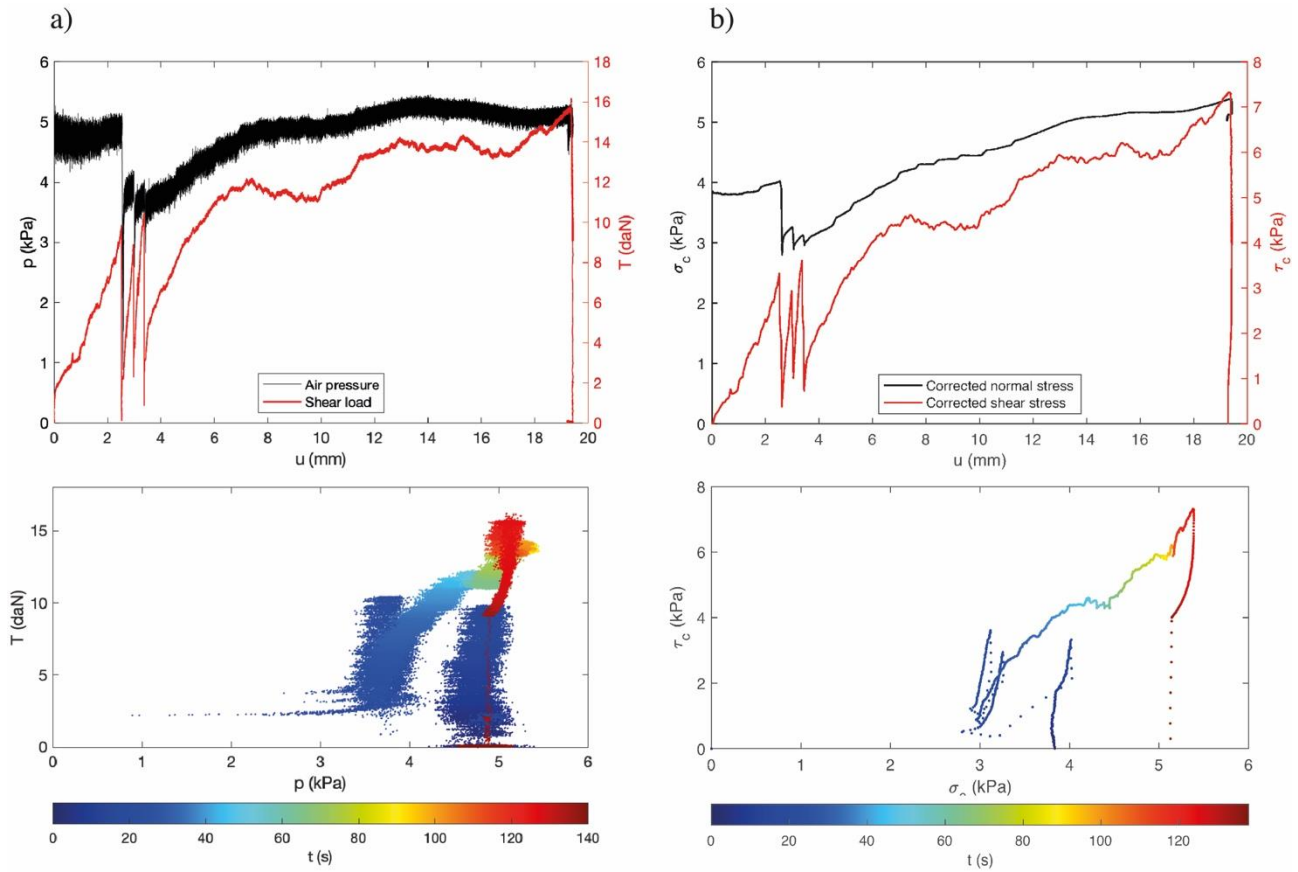 a)
b)
6
5
4
3
2
1
0
p (kPa)
18
16
14
12
10
8
6
4
2
0
T (daN)
Air pressure
Shear load
0 2 4 6 8 10 12 14 16 18 20
u (mm)
6
5
4
3
2
1
0
σc (kPa)
8
7
6
5
4
3
2
1
0
τc (kPa)
Corrected normal stress
Corrected shear stress
0 2 4 6 8 10 12 14 16 18 20
u (mm)
15
10
5
0
T (daN)
0 1 2 3 4 5 6
p (kPa)
0 20 40 60 80 100 120 140
t (s)
8
6
4
2
0
τc (kPa)
0 1 2 3 4 5 6
σc (kPa)
0 20 40 60 80 100 120
t (s)